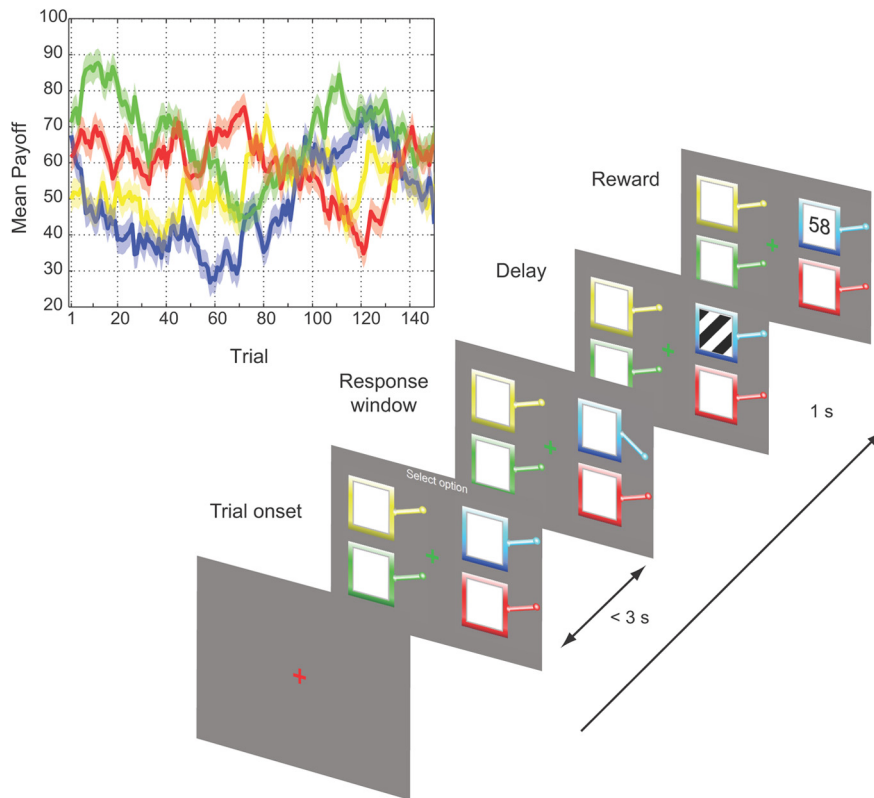 100
90
80
70
60
50
40
30
20
Mean Payoff
1 20 40 60 80 100 120 140
Trial
Reward
58
Delay
Response
window
1 s
Select option
Trial onset
< 3 s